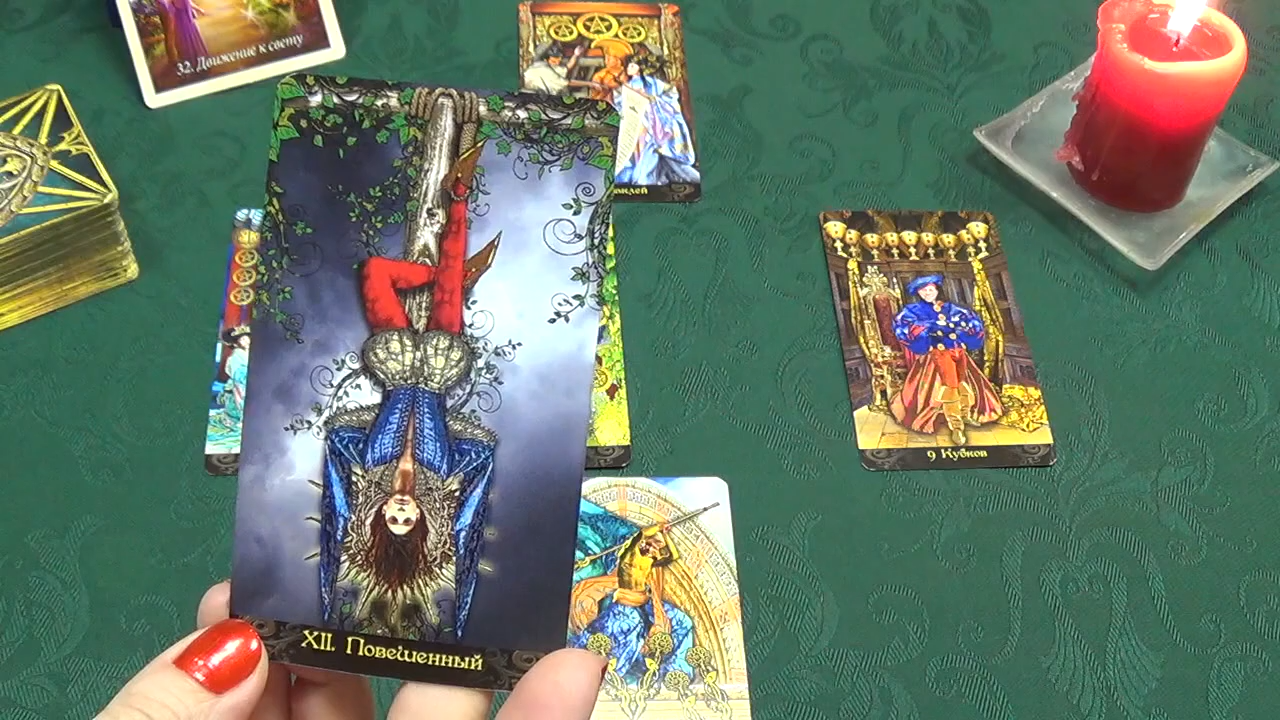 32. Движение к свету
9 Кубков
XII. Повешенный